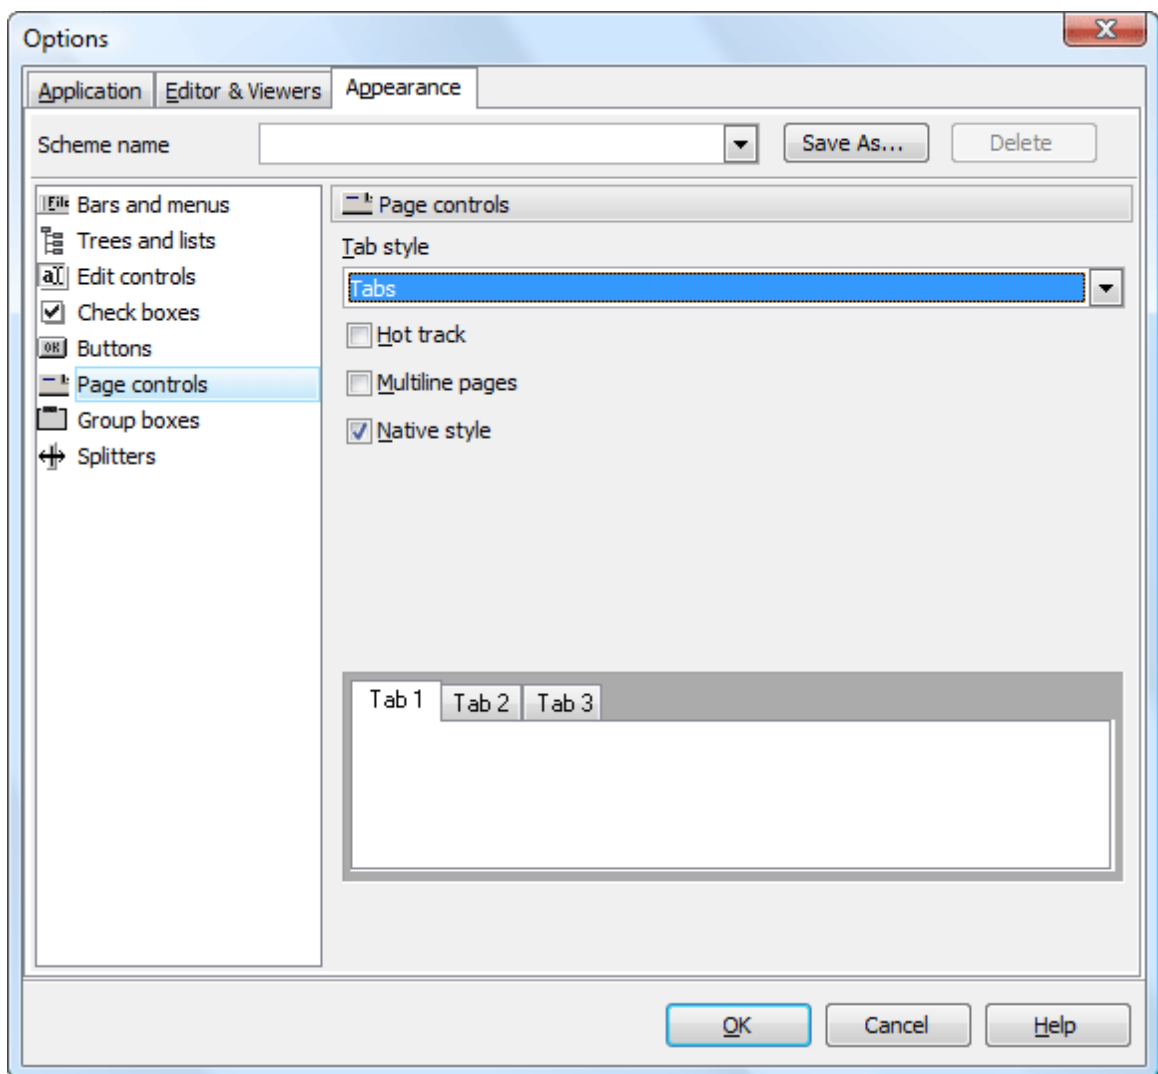 Options
Application Editor & Viewers Appearance
Scheme name Save As... Delete
Bars and menus
Trees and lists
Edit controls
Check boxes
Buttons
Page controls
Group boxes
Splitters
Page controls
Tab style
Tabs
Hot track
Multiline pages
Native style
Tab 1 Tab 2 Tab 3
OK Cancel Help